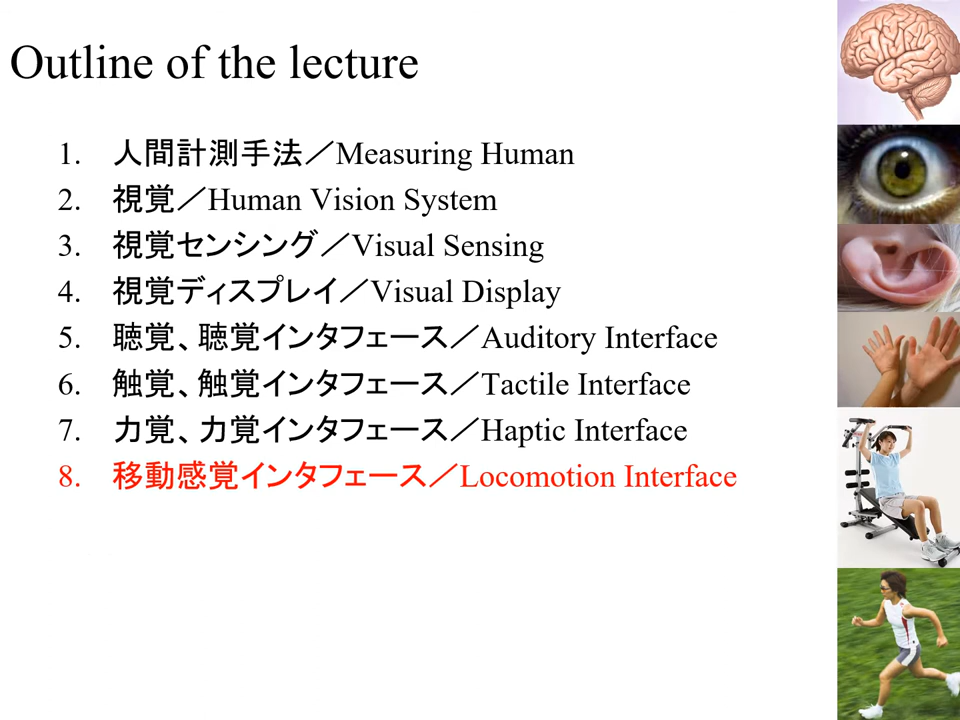 Outline of the lecture
1. 人間計測手法／Measuring Human
2. 視覚／Human Vision System
3. 視覚センシング／Visual Sensing
4. 視覚ディスプレイ／Visual Display
5. 聴覚、聴覚インタフェース／Auditory Interface
6. 触覚、触覚インタフェース／Tactile Interface
7. 力覚、力覚インタフェース／Haptic Interface
8. 移動感覚インタフェース／Locomotion Interface